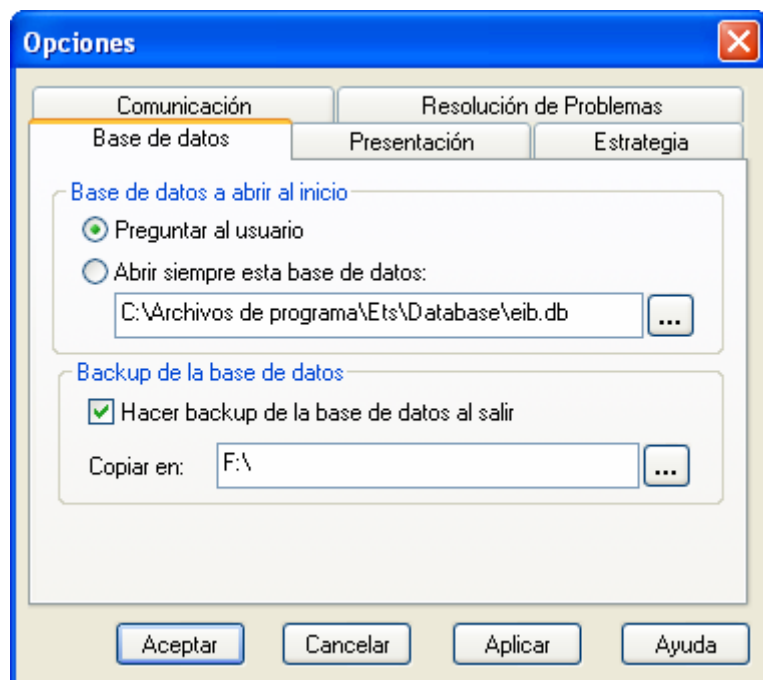 Opciones
Comunicación
Resolución de Problemas
Base de datos
Presentación
Estrategia
Base de datos a abrir al inicio
Preguntar al usuario
Abrir siempre esta base de datos:
C:\Archivos de programa\Ets\Database\eib.db
...
Backup de la base de datos
Hacer backup de la base de datos al salir
Copiar en:
F:\
...
Aceptar
Cancelar
Aplicar
Ayuda